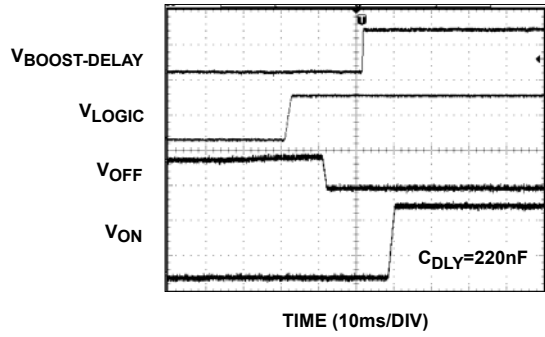 T
VBOOST-DELAY
VLOGIC
VOFF
VON
CDLY=220nF
TIME (10ms/DIV)